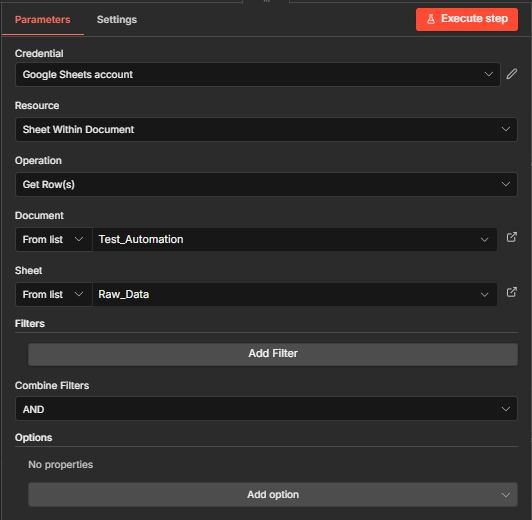 Parameters
Settings
Execute step
Credential
Google Sheets account
Resource
Sheet Within Document
Operation
Get Row(s)
Document
From list
Test_Automation
Sheet
From list
Raw_Data
Filters
Add Filter
Combine Filters
AND
Options
No properties
Add option